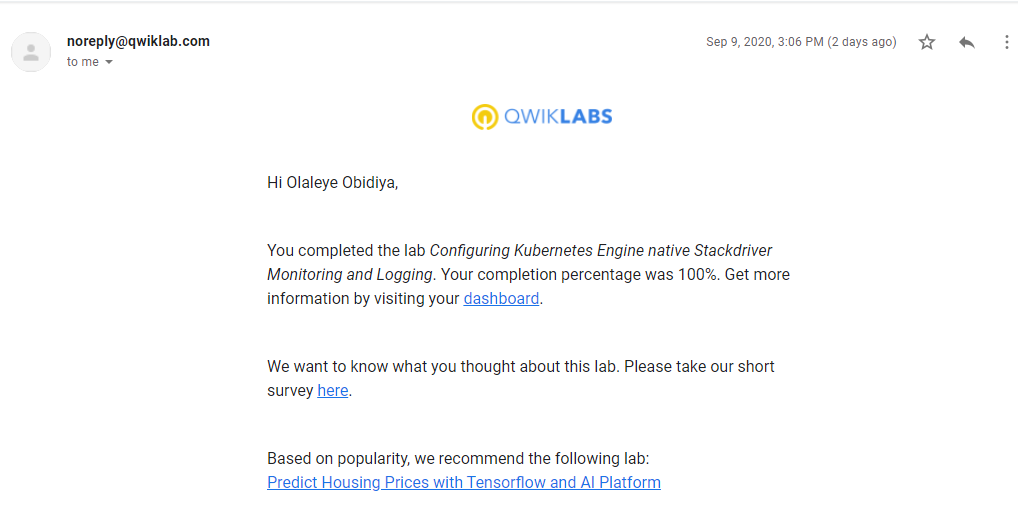 noreply@qwiklab.com
Sep 9, 2020, 3:06 PM (2 days ago)
to me
QWIKLABS
Hi Olaleye Obidiya,
You completed the lab Configuring Kubernetes Engine native Stackdriver
Monitoring and Logging. Your completion percentage was 100%. Get more
information by visiting your dashboard.
We want to know what you thought about this lab. Please take our short
survey here.
Based on popularity, we recommend the following lab:
Predict Housing Prices with Tensorflow and AI Platform